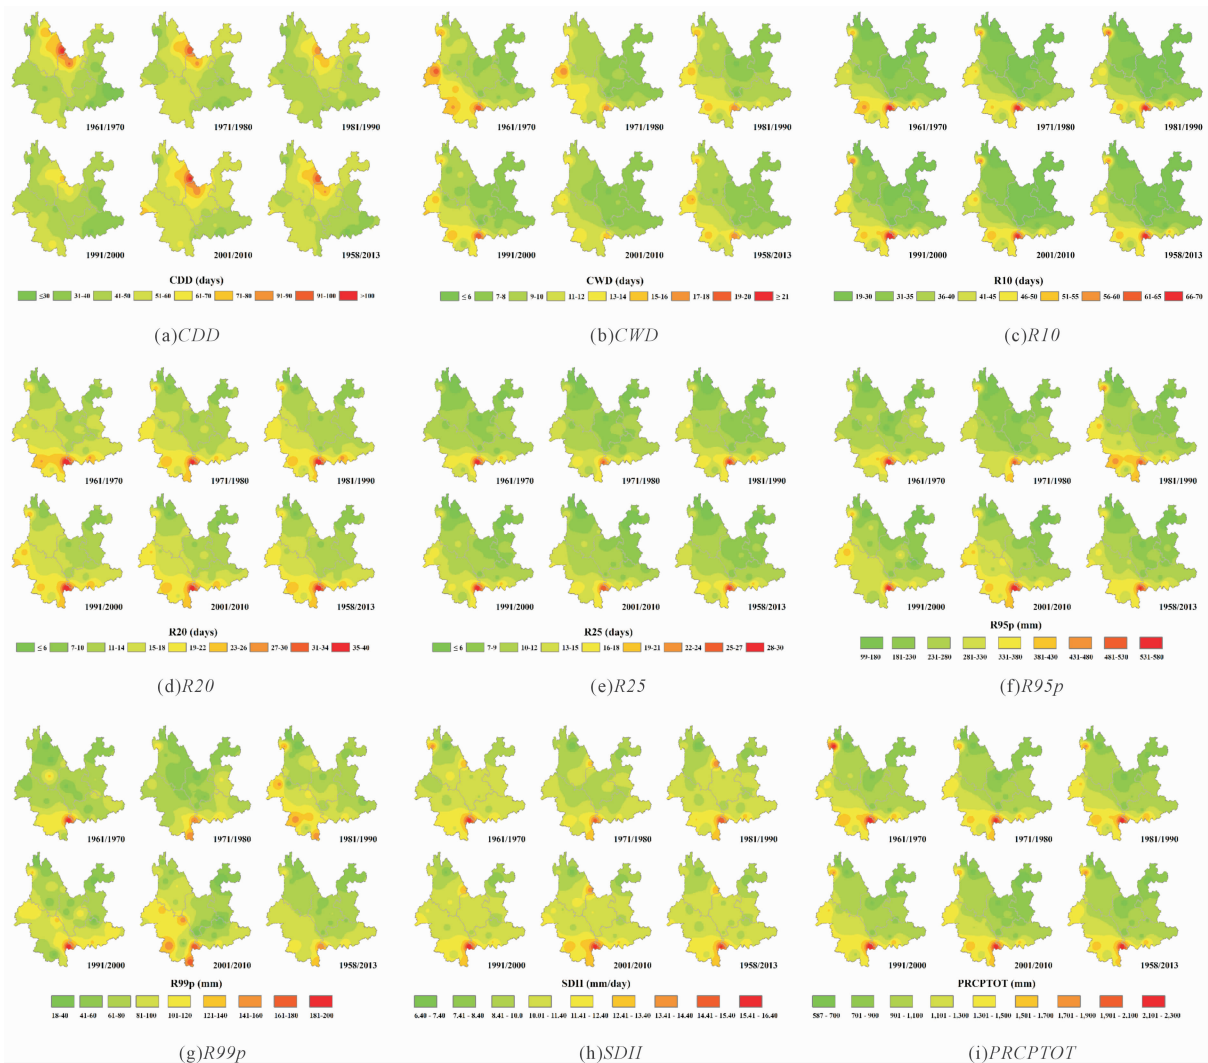 1961/1970 1971/1980 1981/1990
1991/2000 2001/2010 1958/2013
CDD (days)
≤30 31-40 41-50 51-60 61-70 71-80 91-90 91-100 >100
(a)CDD
1961/1970 1971/1980 1981/1990
1991/2000 2001/2010 1958/2013
CWD (days)
≤ 6 7-8 9-10 11-12 13-14 15-16 17-18 19-20 ≥ 21
(b)CWD
1961/1970 1971/1980 1981/1990
1991/2000 2001/2010 1958/2013
R10 (days)
19-30 31-35 36-40 41-45 46-50 51-55 56-60 61-65 66-70
(c)R10
1961/1970 1971/1980 1981/1990
1991/2000 2001/2010 1958/2013
R20 (days)
≤ 6 7-10 11-14 15-18 19-22 23-26 27-30 31-34 35-40
(d)R20
1961/1970 1971/1980 1981/1990
1991/2000 2001/2010 1958/2013
R25 (days)
≤ 6 7-9 10-12 13-15 16-18 19-21 22-24 25-27 28-30
(e)R25
1961/1970 1971/1980 1981/1990
1991/2000 2001/2010 1958/2013
R95p (mm)
99-180 181-230 231-280 281-330 331-380 381-430 431-480 481-530 531-580
(f)R95p
1961/1970 1971/1980 1981/1990
1991/2000 2001/2010 1958/2013
R99p (mm)
18-40 41-60 61-80 81-100 101-120 121-140 141-160 161-180 181-200
(g)R99p
1961/1970 1971/1980 1981/1990
1991/2000 2001/2010 1958/2013
SDII (mm/day)
6.40 - 7.40 7.41 - 8.40 8.41 - 10.0 10.01 - 11.40 11.41 - 12.40 12.41 - 13.40 13.41 - 14.40 14.41 - 15.40 15.41 - 16.40
(h)SDII
1961/1970 1971/1980 1981/1990
1991/2000 2001/2010 1958/2013
PRCPTOT (mm)
587 - 700 701 - 900 901 - 1,100 1,101 - 1,300 1,301 - 1,500 1,501 - 1,700 1,701 - 1,900 1,901 - 2,100 2,101 - 2,300
(i)PRCPTOT